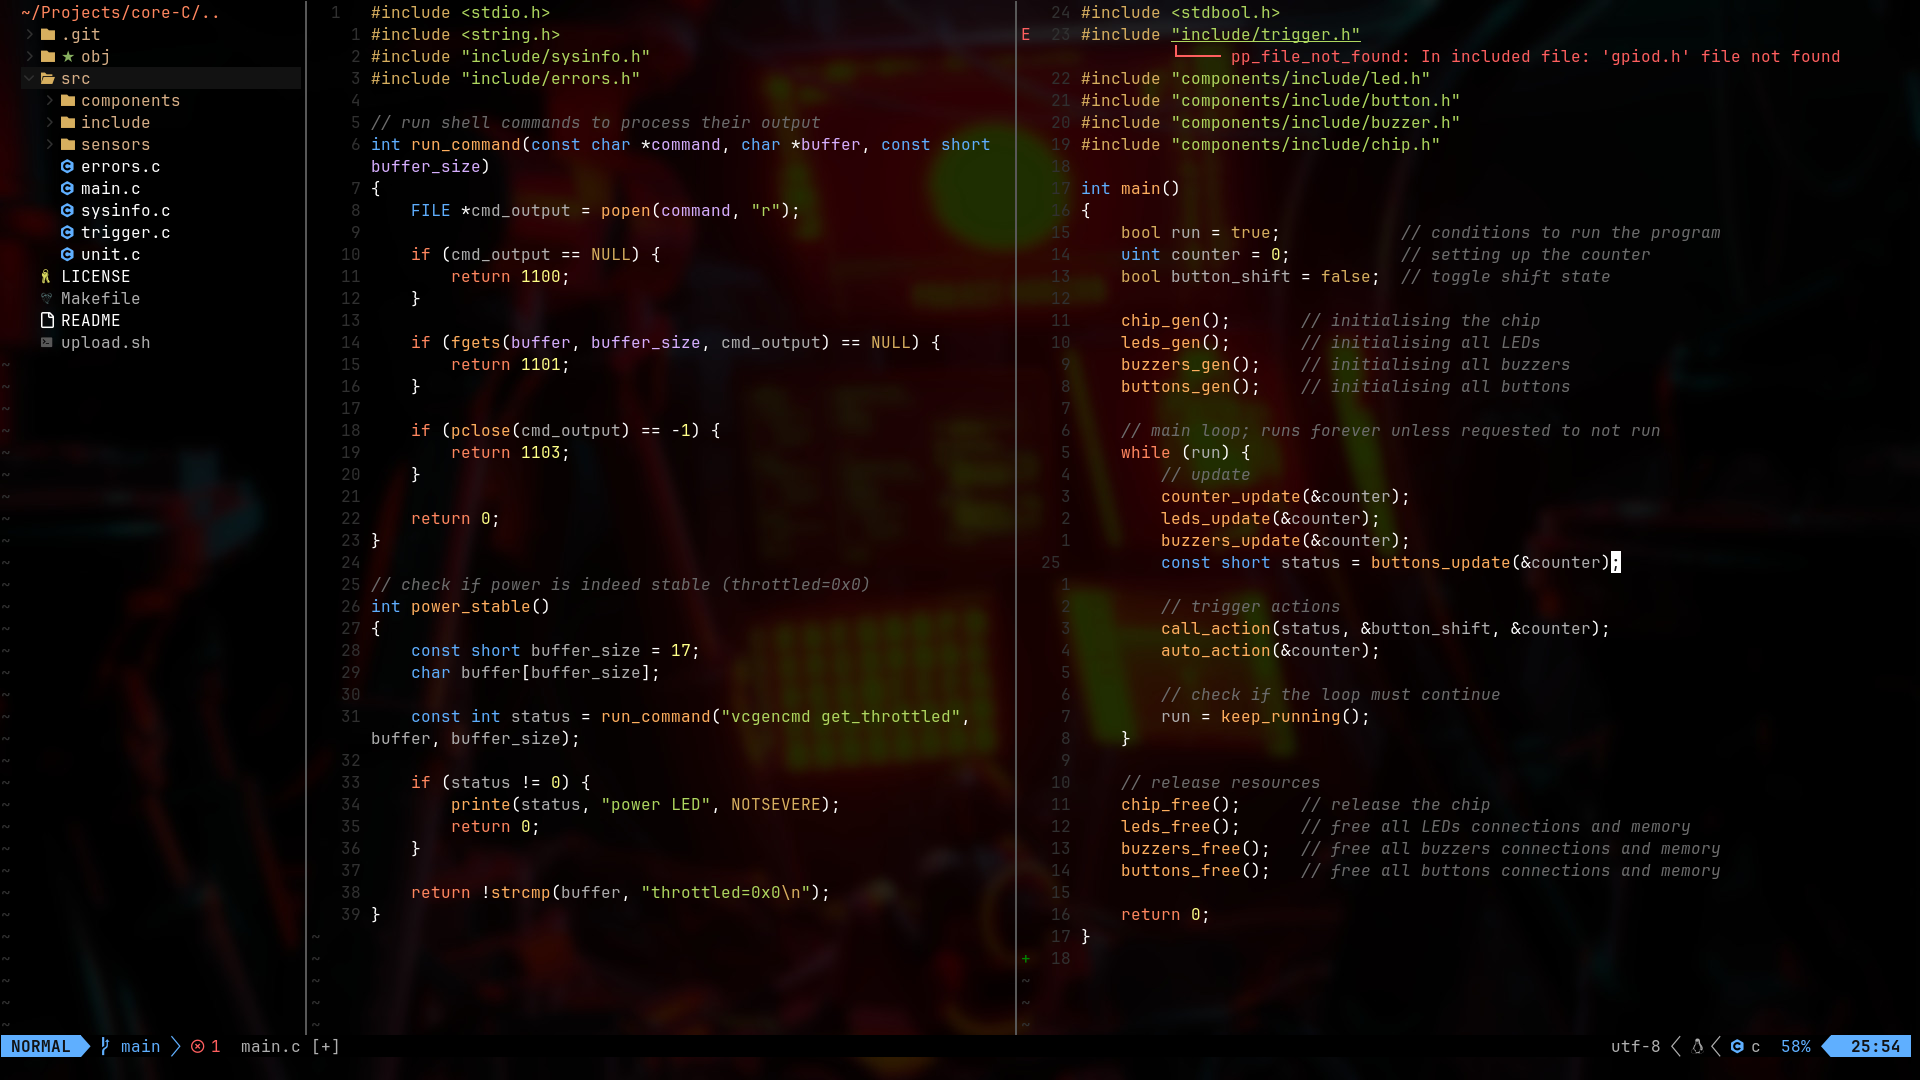 ~/Projects/core-C/..
.git
★ obj
src
components
include
sensors
errors.c
main.c
sysinfo.c
trigger.c
unit.c
LICENSE
Makefile
README
upload.sh
1 #include <stdio.h>
1 #include <string.h>
2 #include "include/sysinfo.h"
3 #include "include/errors.h"
4
5 // run shell commands to process their output
6 int run_command(const char *command, char *buffer, const short
buffer_size)
7 {
8     FILE *cmd_output = popen(command, "r");
9
10     if (cmd_output == NULL) {
11         return 1100;
12     }
13
14     if (fgets(buffer, buffer_size, cmd_output) == NULL) {
15         return 1101;
16     }
17
18     if (pclose(cmd_output) == -1) {
19         return 1103;
20     }
21
22     return 0;
23 }
24
25 // check if power is indeed stable (throttled=0x0)
26 int power_stable()
27 {
28     const short buffer_size = 17;
29     char buffer[buffer_size];
30
31     const int status = run_command("vcgencmd get_throttled",
buffer, buffer_size);
32
33     if (status != 0) {
34         printe(status, "power LED", NOTSEVERE);
35         return 0;
36     }
37
38     return !strcmp(buffer, "throttled=0x0\n");
39 }
24 #include <stdbool.h>
E 23 #include "include/trigger.h"
pp_file_not_found: In included file: 'gpiod.h' file not found
22 #include "components/include/led.h"
21 #include "components/include/button.h"
20 #include "components/include/buzzer.h"
19 #include "components/include/chip.h"
18
17 int main()
16 {
15     bool run = true;            // conditions to run the program
14     uint counter = 0;           // setting up the counter
13     bool button_shift = false;  // toggle shift state
12
11     chip_gen();       // initialising the chip
10     leds_gen();       // initialising all LEDs
9     buzzers_gen();    // initialising all buzzers
8     buttons_gen();    // initialising all buttons
7
6     // main loop; runs forever unless requested to not run
5     while (run) {
4         // update
3         counter_update(&counter);
2         leds_update(&counter);
1         buzzers_update(&counter);
25         const short status = buttons_update(&counter);
1
2         // trigger actions
3         call_action(status, &button_shift, &counter);
4         auto_action(&counter);
5
6         // check if the loop must continue
7         run = keep_running();
8     }
9
10     // release resources
11     chip_free();      // release the chip
12     leds_free();      // free all LEDs connections and memory
13     buzzers_free();   // free all buzzers connections and memory
14     buttons_free();   // free all buttons connections and memory
15
16     return 0;
17 }
+ 18
NORMAL main 1 main.c [+] utf-8 c 58% 25:54